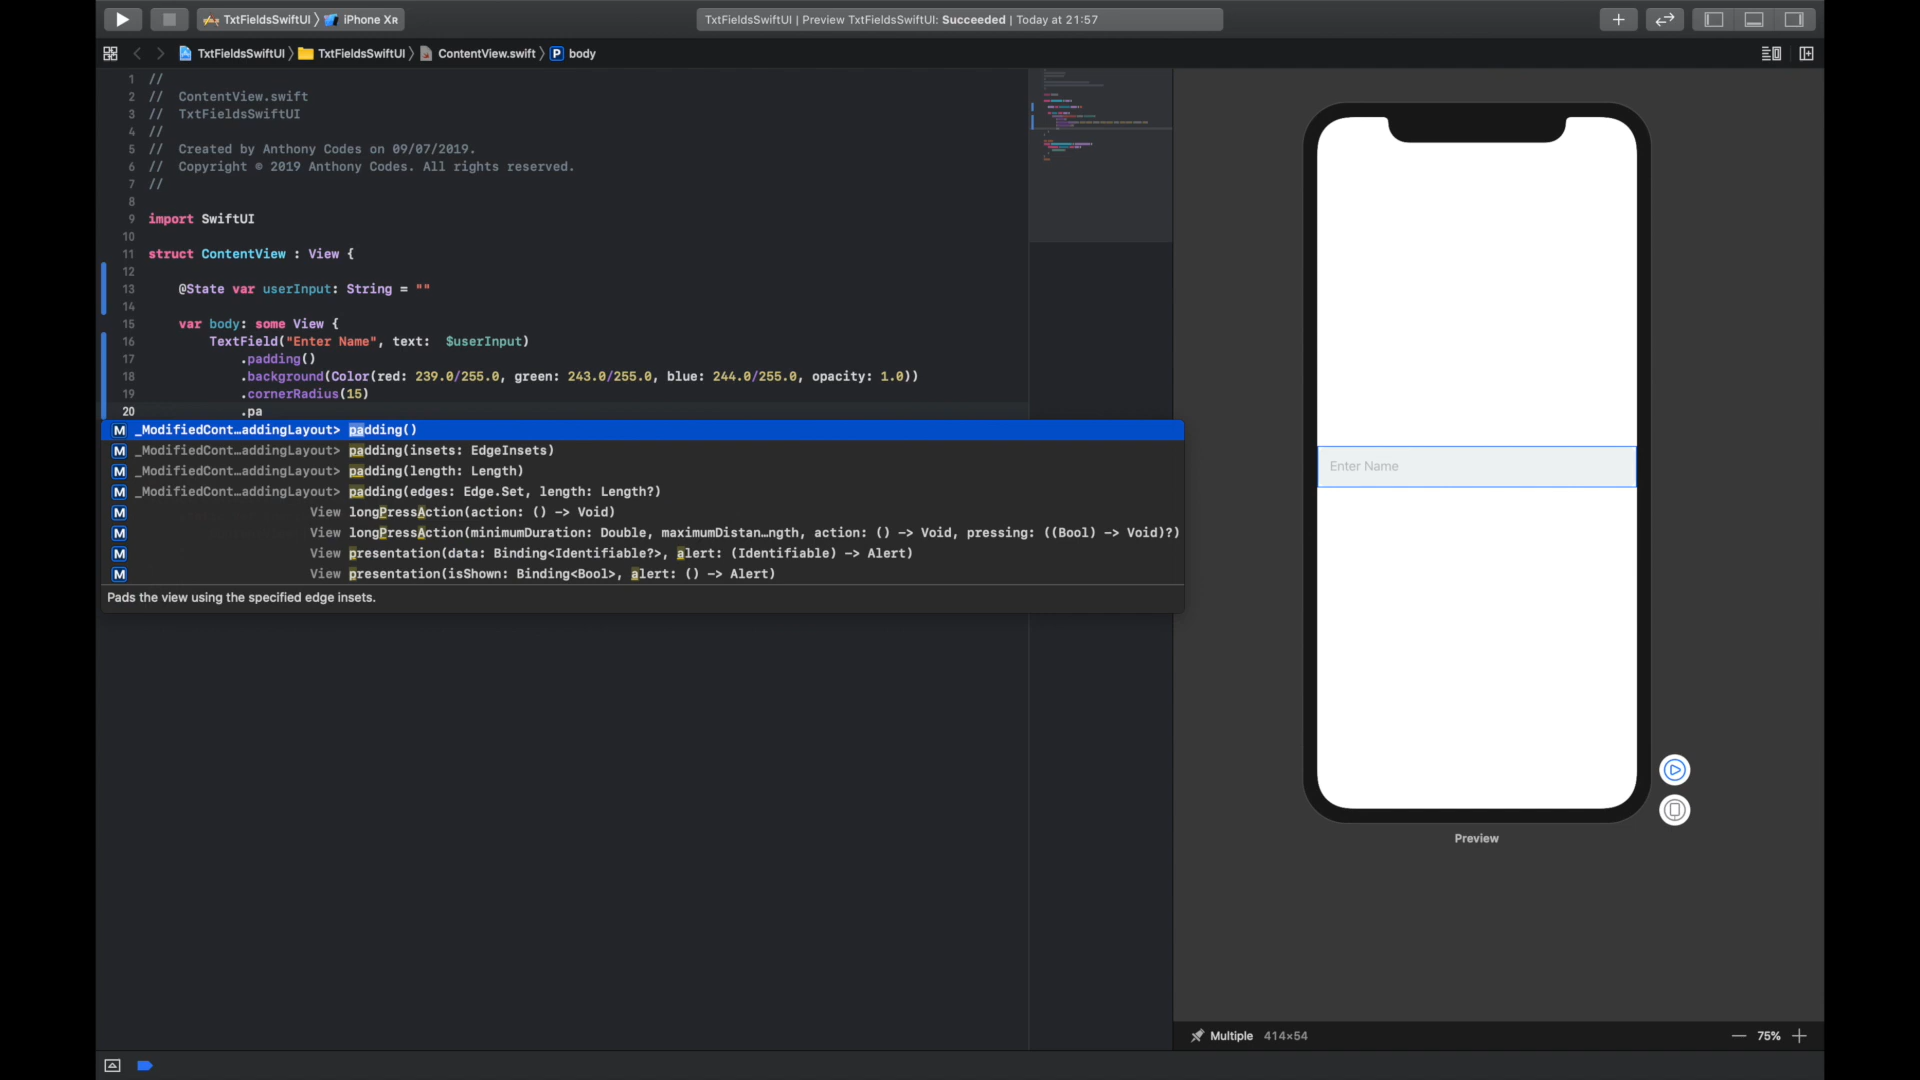 TxtFieldsSwiftUI 〉 iPhone Xʀ
TxtFieldsSwiftUI | Preview TxtFieldsSwiftUI: Succeeded | Today at 21:57
TxtFieldsSwiftUI 〉 TxtFieldsSwiftUI 〉 ContentView.swift 〉 P body
1 //
2 // ContentView.swift
3 // TxtFieldsSwiftUI
4 //
5 // Created by Anthony Codes on 09/07/2019.
6 // Copyright © 2019 Anthony Codes. All rights reserved.
7 //
8
9 import SwiftUI
10
11 struct ContentView : View {
12
13 @State var userInput: String = ""
14
15 var body: some View {
16 TextField("Enter Name", text:  $userInput)
17 .padding()
18 .background(Color(red: 239.0/255.0, green: 243.0/255.0, blue: 244.0/255.0, opacity: 1.0))
19 .cornerRadius(15)
20 .pa
M _ModifiedCont…addingLayout> padding()
M _ModifiedCont…addingLayout> padding(insets: EdgeInsets)
M _ModifiedCont…addingLayout> padding(length: Length)
M _ModifiedCont…addingLayout> padding(edges: Edge.Set, length: Length?)
M View longPressAction(action: () -> Void)
M View longPressAction(minimumDuration: Double, maximumDistan…ngth, action: () -> Void, pressing: ((Bool) -> Void)?)
M View presentation(data: Binding<Identifiable?>, alert: (Identifiable) -> Alert)
M View presentation(isShown: Binding<Bool>, alert: () -> Alert)
Pads the view using the specified edge insets.
Enter Name
Preview
Multiple 414×54
75%